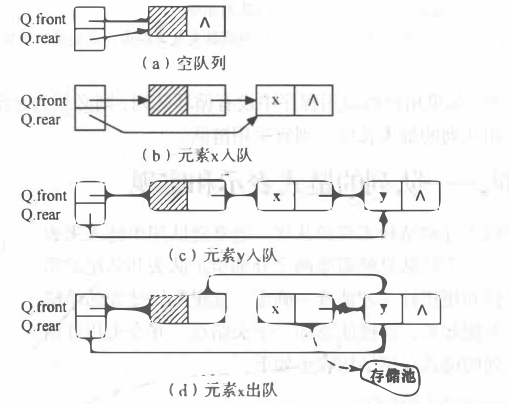 Q.front
Q.rear
∧
(a) 空队列
Q.front
Q.rear
x ∧
(b) 元素x入队
Q.front
Q.rear
x y ∧
(c) 元素y入队
Q.front
Q.rear
x y ∧
存储池
(d) 元素x出队